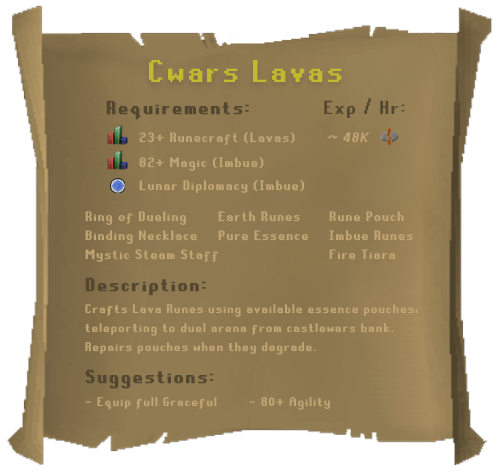 Cwars Lavas
Requirements: Exp / Hr:
23+ Runecraft (Lavas) ~ 48K
82+ Magic (Imbue)
Lunar Diplomacy (Imbue)
Ring of Dueling Earth Runes Rune Pouch
Binding Necklace Pure Essence Imbue Runes
Mystic Steam Staff Fire Tiara
Description:
Crafts Lava Runes using available essence pouches,
teleporting to duel arena from castlewars bank.
Repairs pouches when they degrade.
Suggestions:
- Equip full Graceful - 80+ Agility